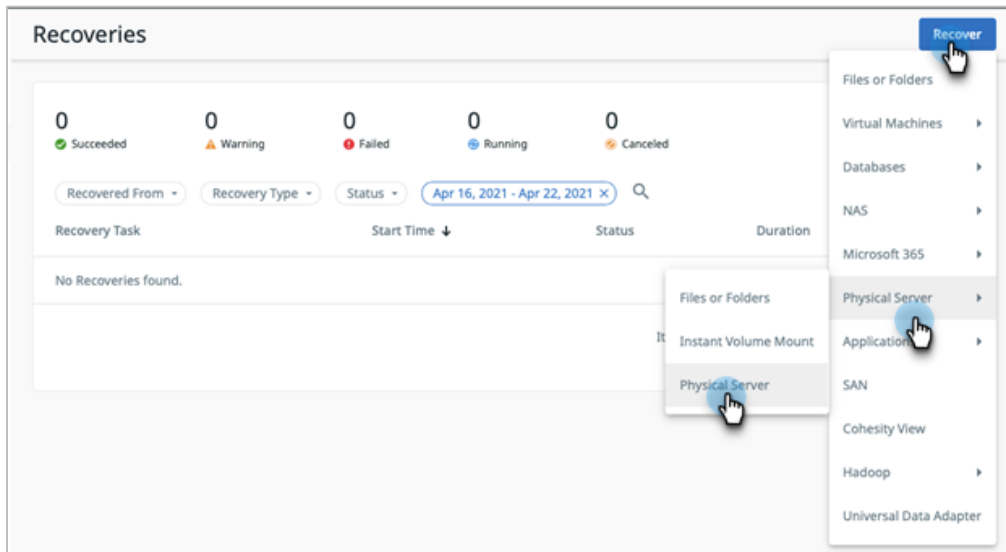 Recoveries
Recover
0
0
0
0
0
Succeeded
Warning
Failed
Running
Canceled
Recovered From
Recovery Type
Status
Apr 16, 2021 - Apr 22, 2021 ×
Recovery Task
Start Time ↓
Status
Duration
No Recoveries found.
It
Files or Folders
Virtual Machines
Databases
NAS
Microsoft 365
Physical Server
Application
SAN
Cohesity View
Hadoop
Universal Data Adapter
Files or Folders
Instant Volume Mount
Physical Server